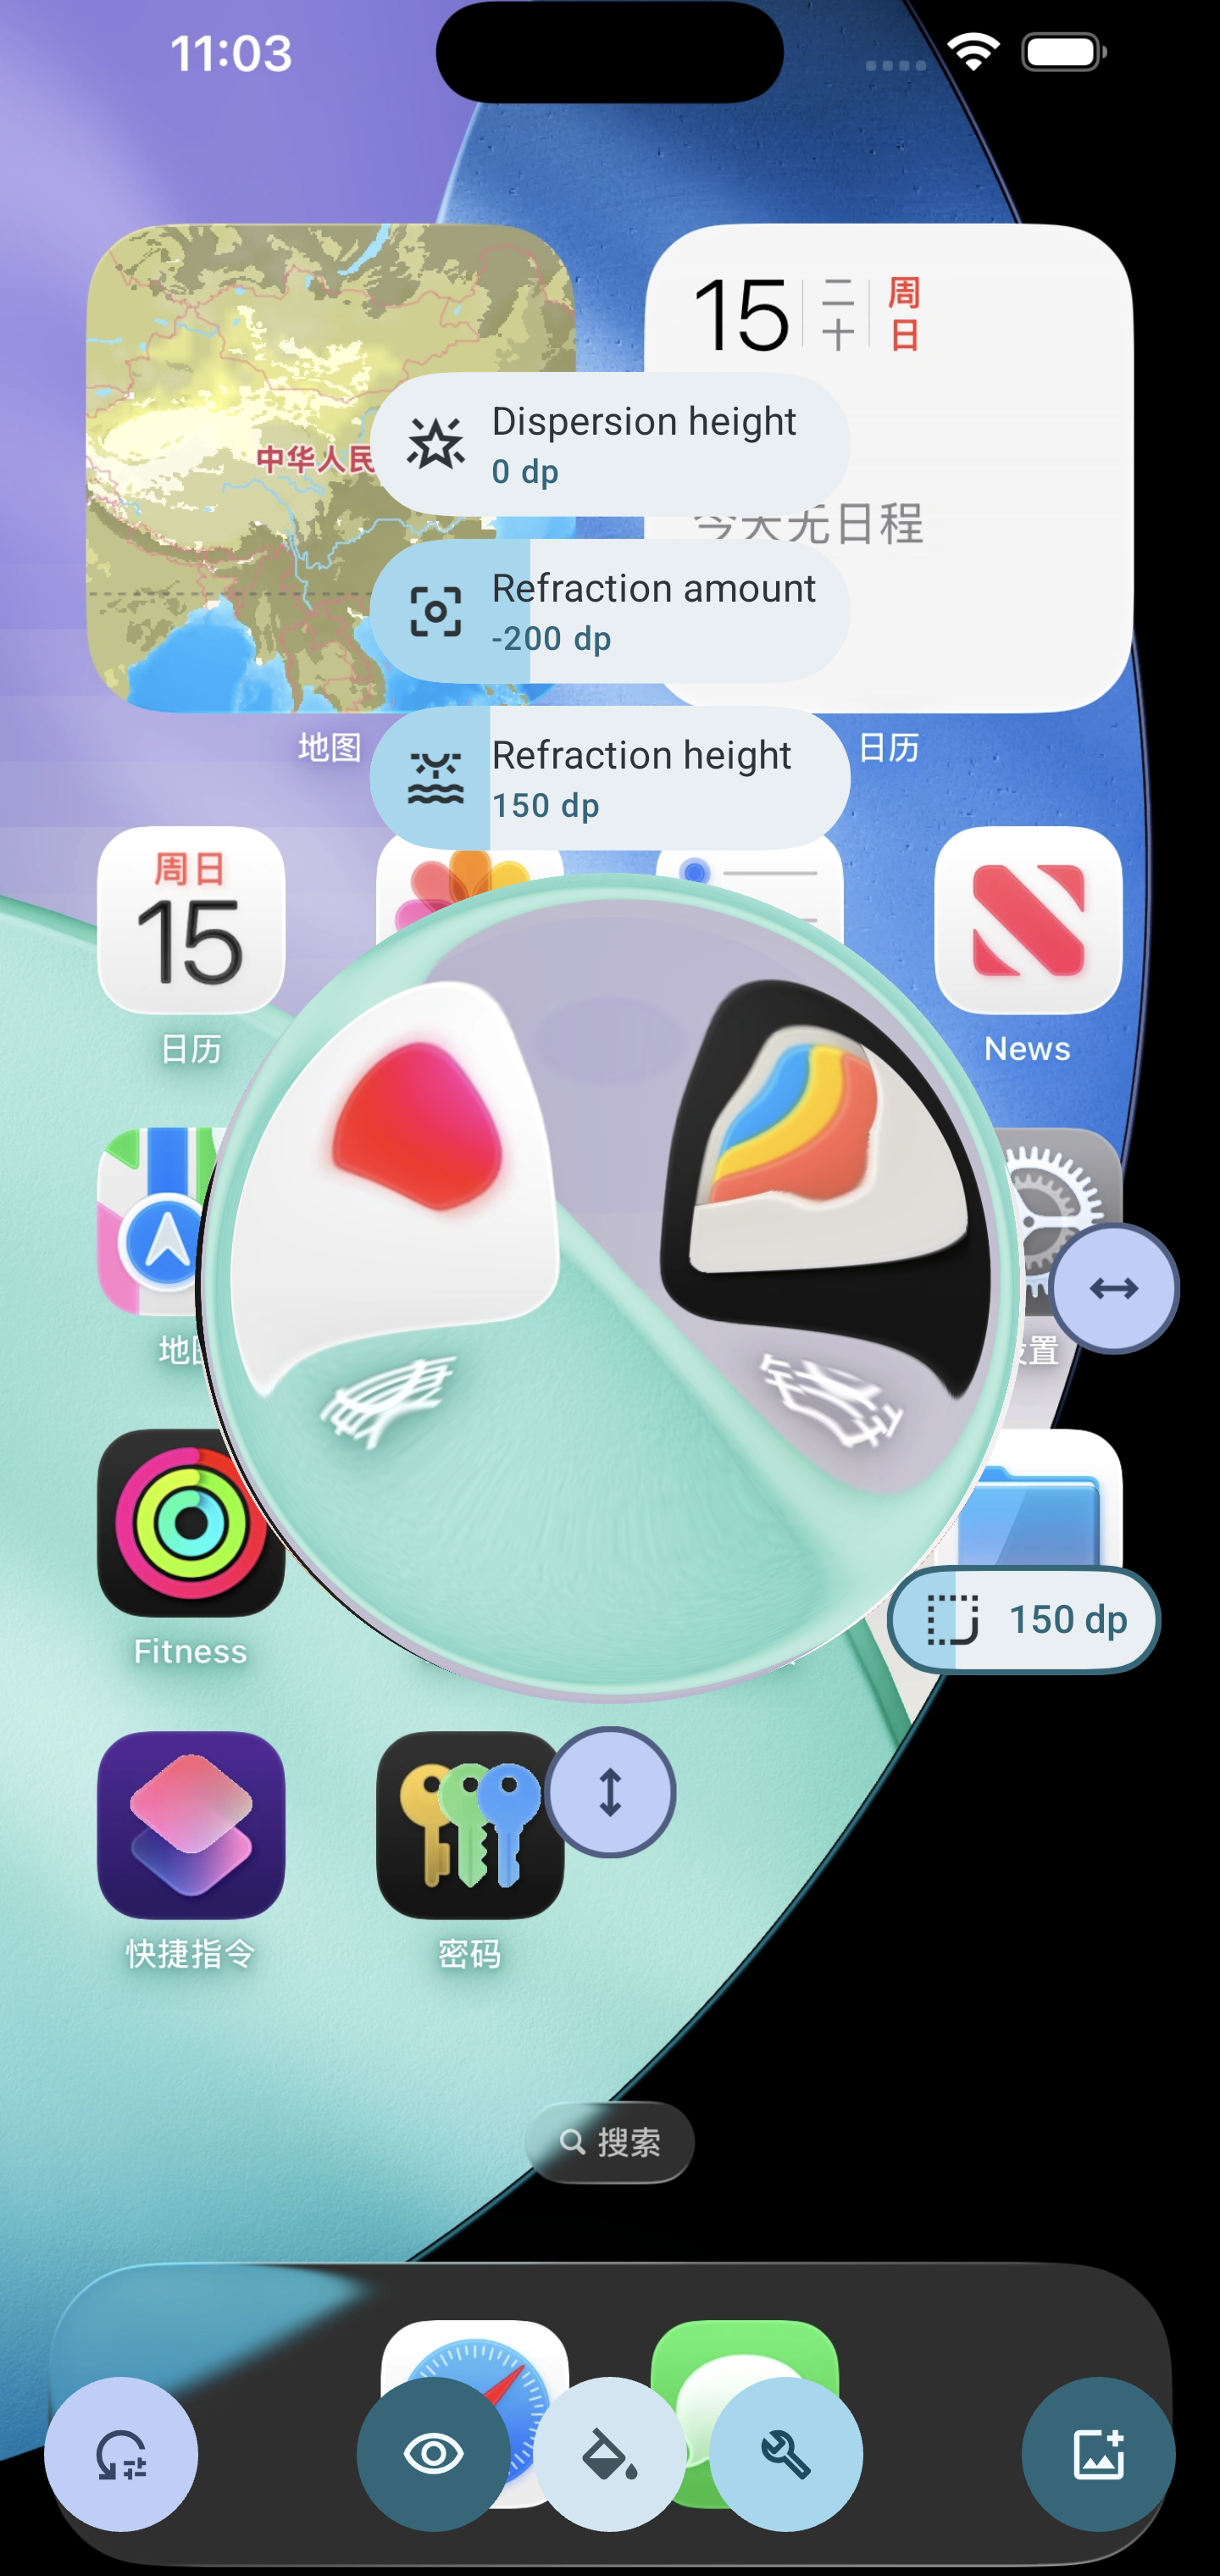 11:03
15
二十
周日
中华人民
Dispersion height
0 dp
今天无日程
Refraction amount
-200 dp
Refraction height
150 dp
地图
日历
周日
15
日历
News
地图
设置
150 dp
Fitness
快捷指令
密码
搜索